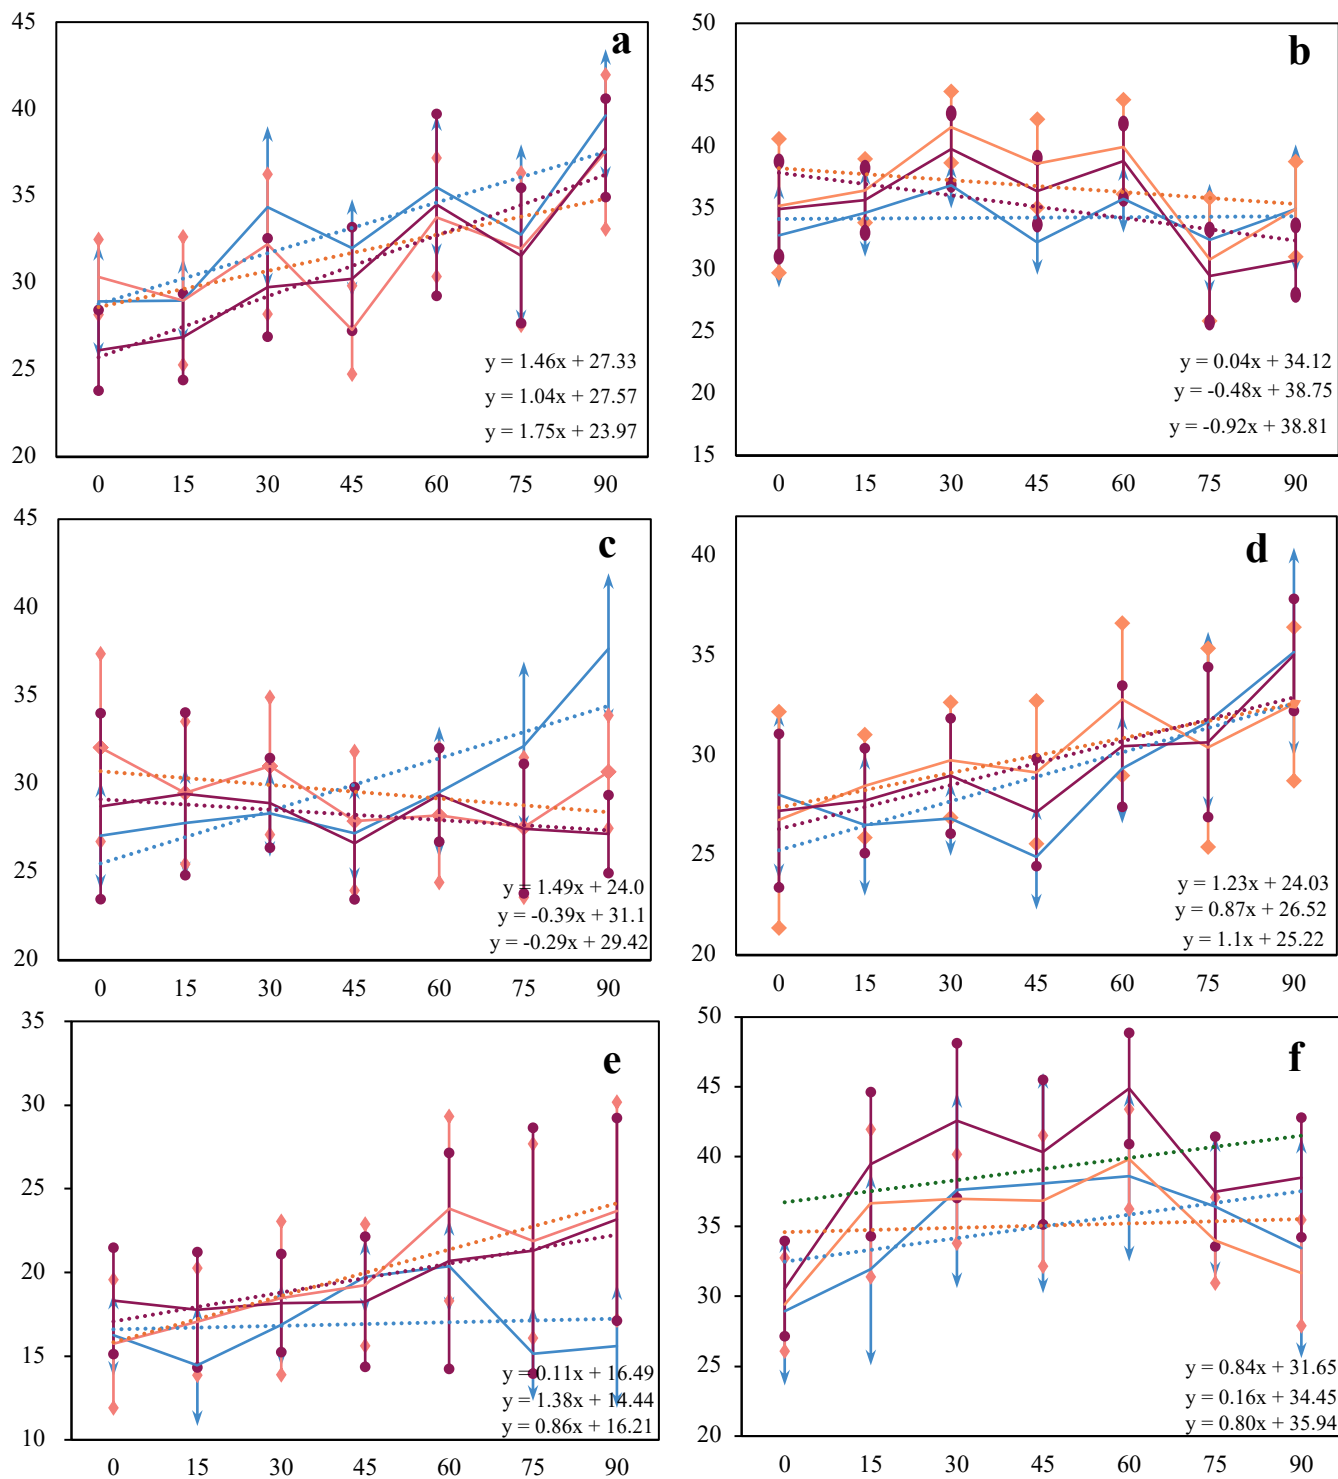 a
45
40
35
30
25
20
y = 1.46x + 27.33
y = 1.04x + 27.57
y = 1.75x + 23.97
0 15 30 45 60 75 90
b
50
45
40
35
30
25
20
15
y = 0.04x + 34.12
y = -0.48x + 38.75
y = -0.92x + 38.81
0 15 30 45 60 75 90
c
45
40
35
30
25
20
y = 1.49x + 24.0
y = -0.39x + 31.1
y = -0.29x + 29.42
0 15 30 45 60 75 90
d
40
35
30
25
20
y = 1.23x + 24.03
y = 0.87x + 26.52
y = 1.1x + 25.22
0 15 30 45 60 75 90
e
35
30
25
20
15
10
y = 0.11x + 16.49
y = 1.38x + 14.44
y = 0.86x + 16.21
0 15 30 45 60 75 90
f
50
45
40
35
30
25
20
y = 0.84x + 31.65
y = 0.16x + 34.45
y = 0.80x + 35.94
0 15 30 45 60 75 90